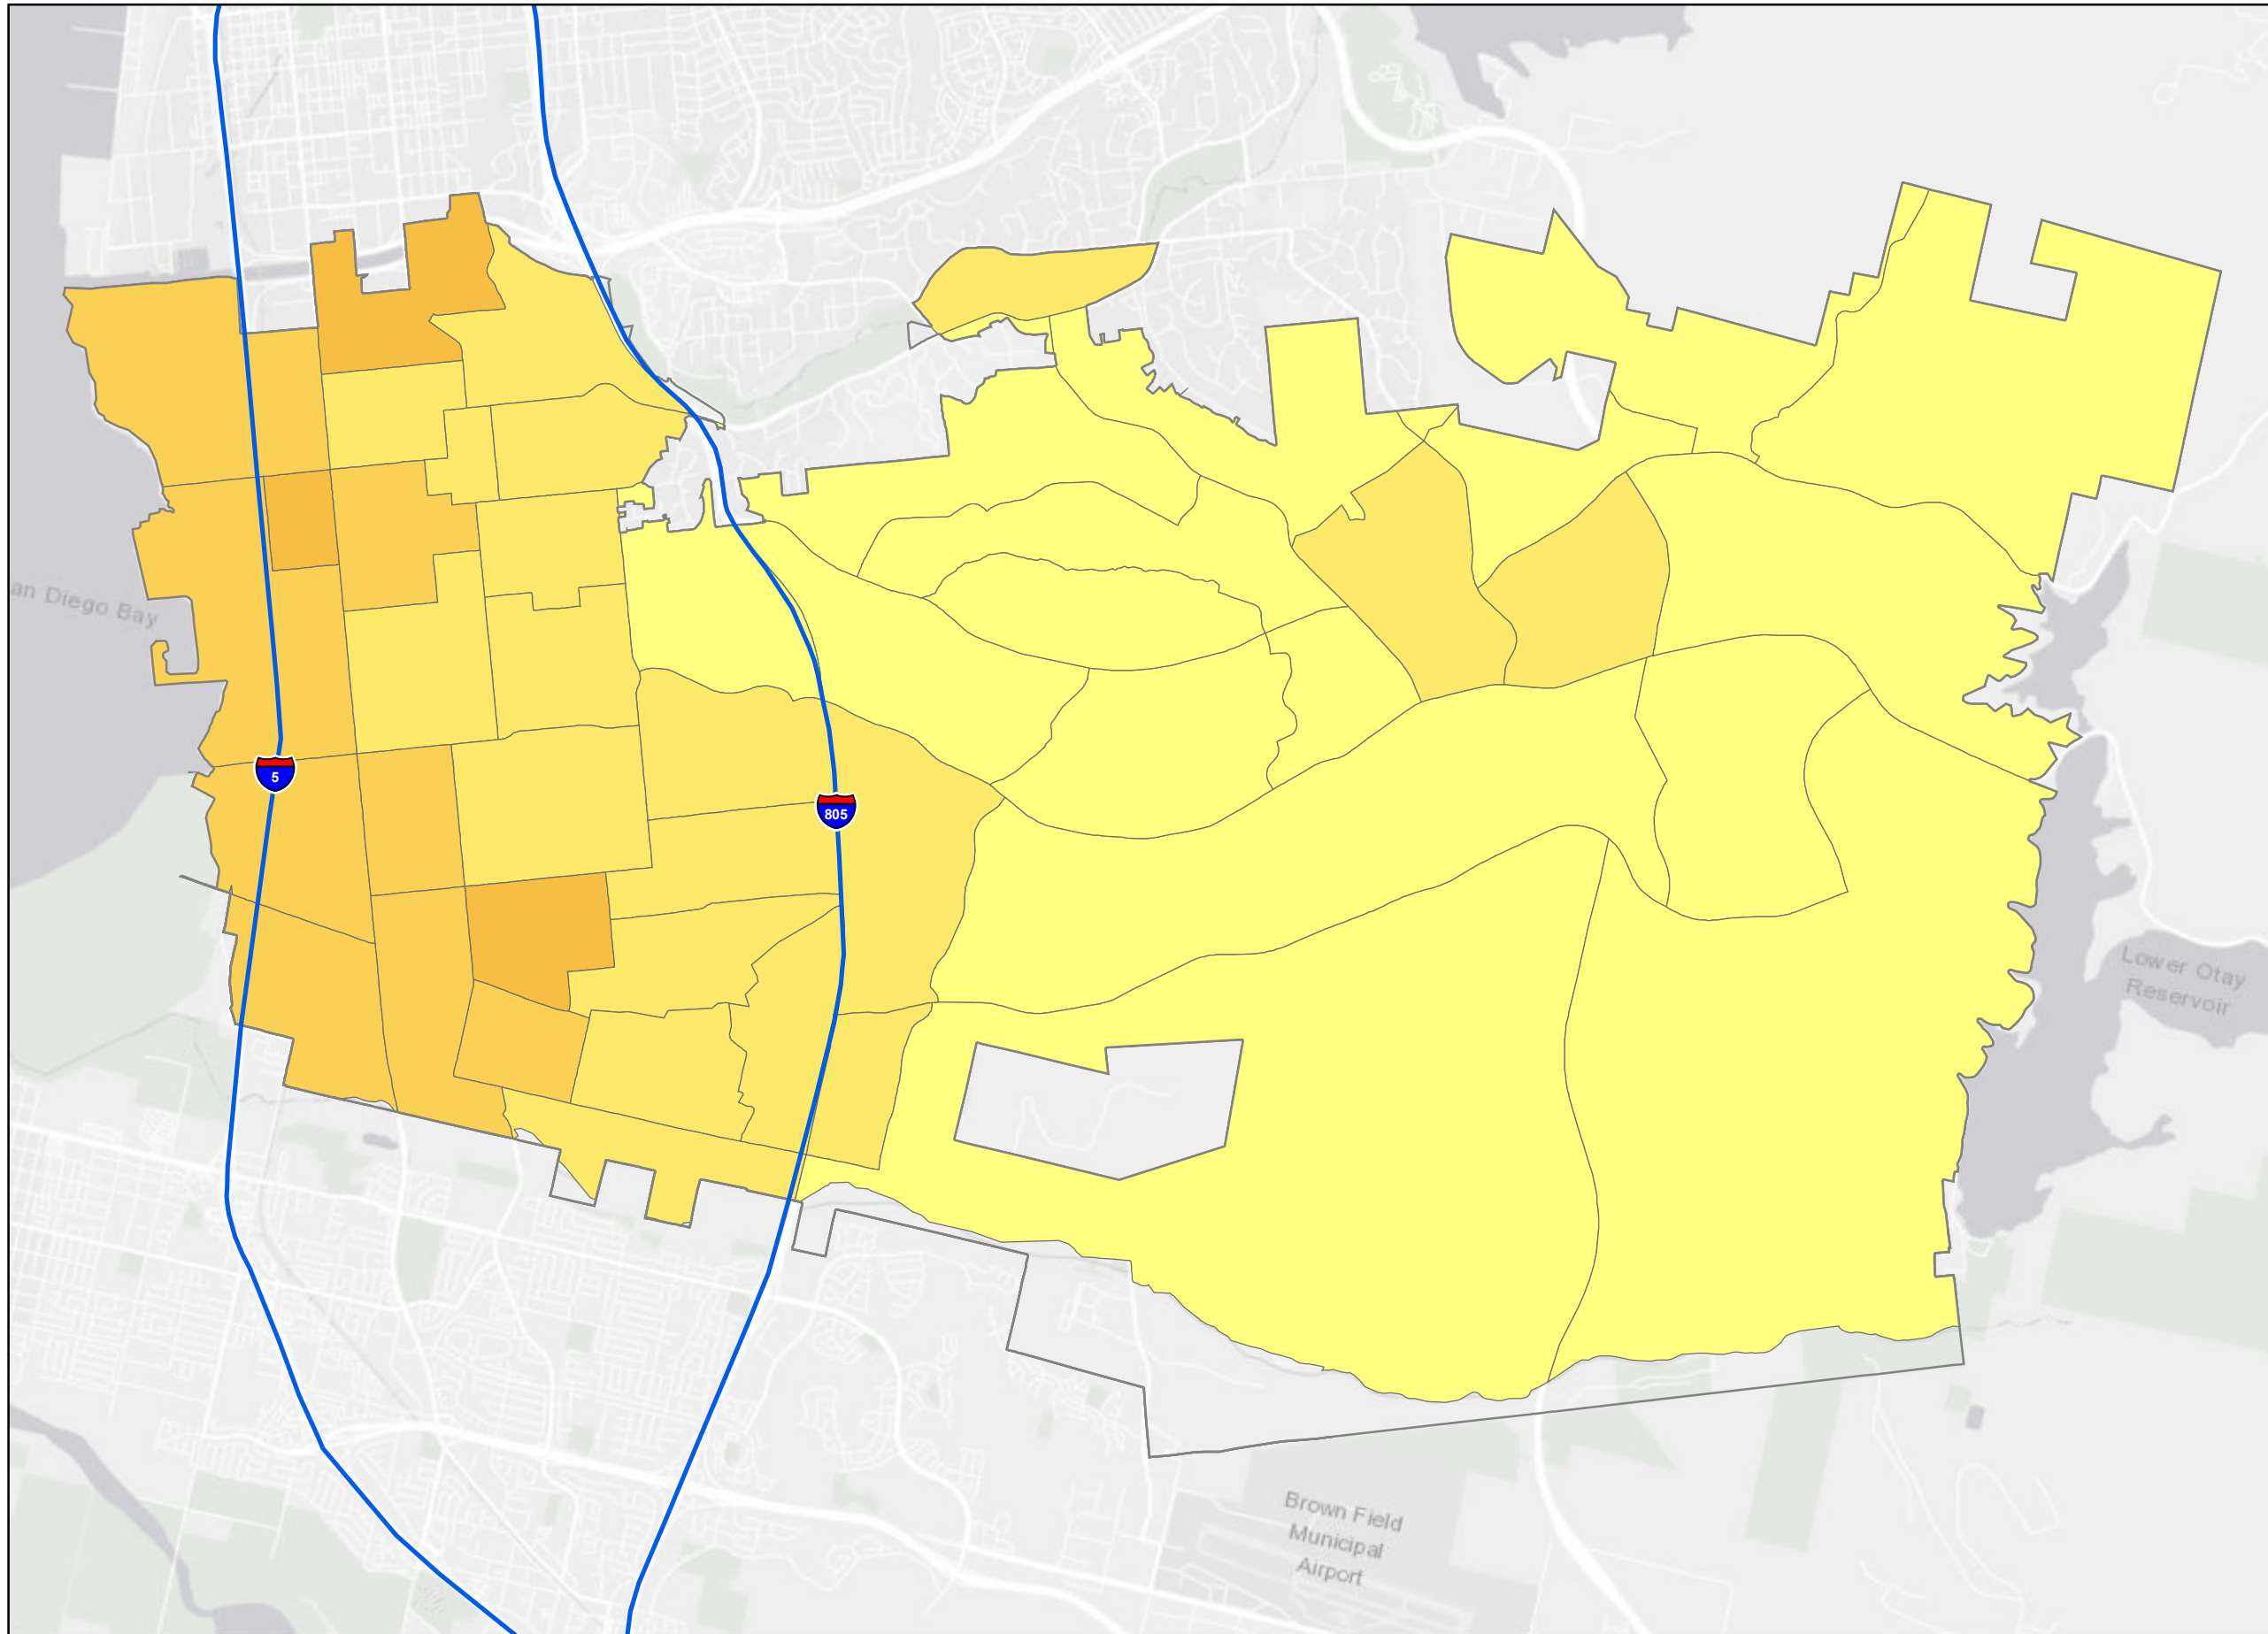 an Diego Bay
5
805
Lower Otay
Reservoir
Brown Field
Municipal
Airport